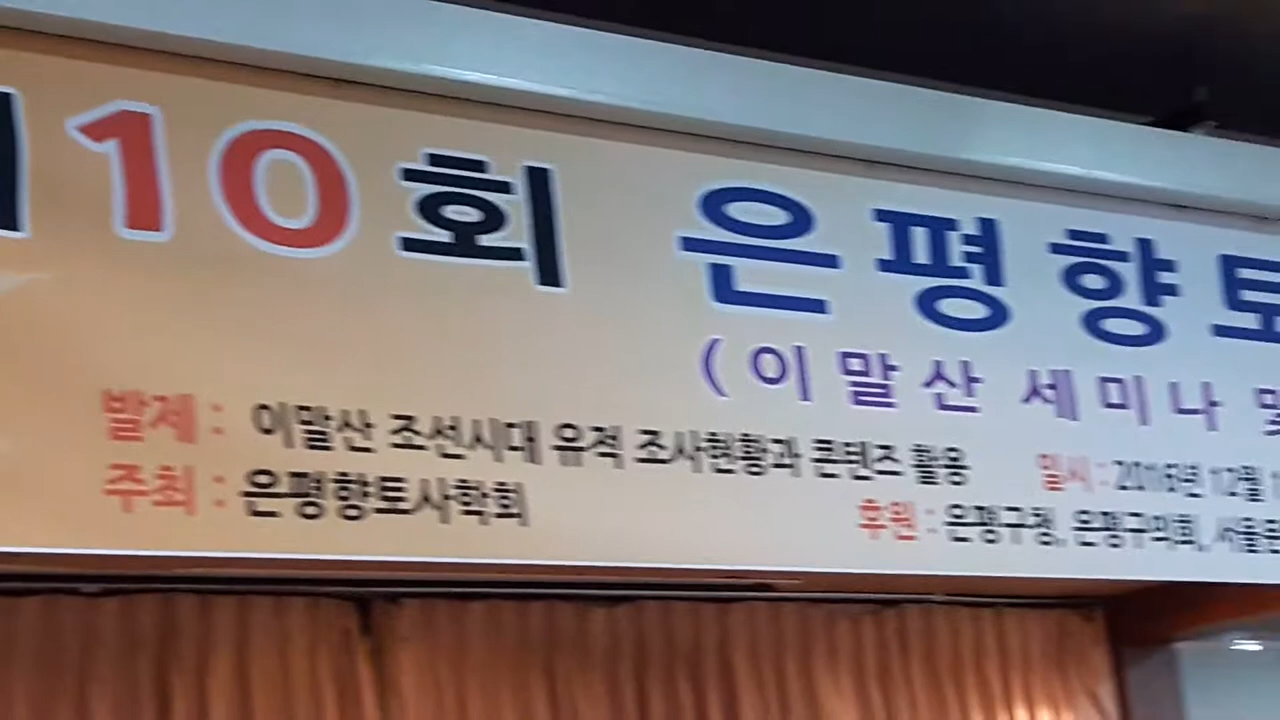 10회 은평향토
(이말산 세미나 및
발제 : 이말산 조선시대 유적 조사현황과 콘텐즈 활용 일시 : 2016년 12월
주최 : 은평향토사학회 후원 : 은평구청, 은평구의회,